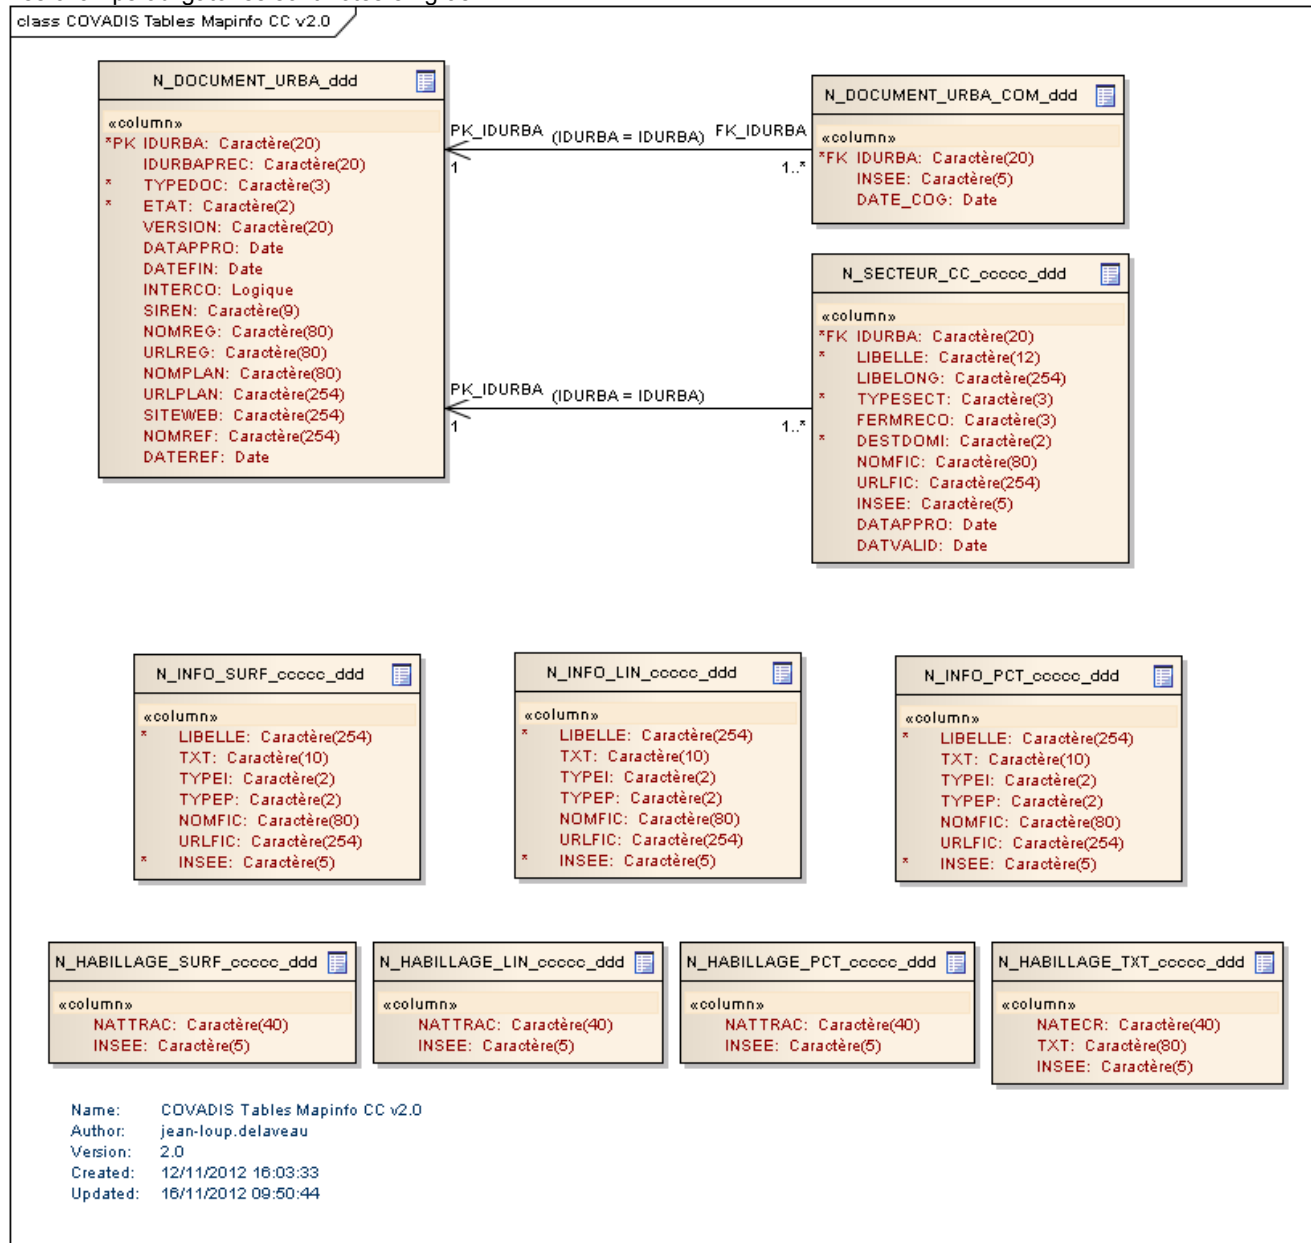 class COVADIS Tables Mapinfo CC v2.0
N_DOCUMENT_URBA_ddd
«column»
*PK IDURBA: Caractère(20)
IDURBAPREC: Caractère(20)
* TYPEDOC: Caractère(3)
* ETAT: Caractère(2)
VERSION: Caractère(20)
DATAPPRO: Date
DATEFIN: Date
INTERCO: Logique
SIREN: Caractère(9)
NOMREG: Caractère(80)
URLREG: Caractère(80)
NOMPLAN: Caractère(80)
URLPLAN: Caractère(254)
SITEWEB: Caractère(254)
NOMREF: Caractère(254)
DATEREF: Date
PK_IDURBA (IDURBA = IDURBA) FK_IDURBA
1 1..*
N_DOCUMENT_URBA_COM_ddd
«column»
*FK IDURBA: Caractère(20)
INSEE: Caractère(5)
DATE_COG: Date
PK_IDURBA (IDURBA = IDURBA)
1 1..*
N_SECTEUR_CC_ccccc_ddd
«column»
*FK IDURBA: Caractère(20)
* LIBELLE: Caractère(12)
LIBELONG: Caractère(254)
* TYPESECT: Caractère(3)
FERMRECO: Caractère(3)
* DESTDOMI: Caractère(2)
NOMFIC: Caractère(80)
URLFIC: Caractère(254)
INSEE: Caractère(5)
DATAPPRO: Date
DATVALID: Date
N_INFO_SURF_ccccc_ddd
«column»
* LIBELLE: Caractère(254)
TXT: Caractère(10)
TYPEI: Caractère(2)
TYPEP: Caractère(2)
NOMFIC: Caractère(80)
URLFIC: Caractère(254)
* INSEE: Caractère(5)
N_INFO_LIN_ccccc_ddd
«column»
* LIBELLE: Caractère(254)
TXT: Caractère(10)
TYPEI: Caractère(2)
TYPEP: Caractère(2)
NOMFIC: Caractère(80)
URLFIC: Caractère(254)
* INSEE: Caractère(5)
N_INFO_PCT_ccccc_ddd
«column»
* LIBELLE: Caractère(254)
TXT: Caractère(10)
TYPEI: Caractère(2)
TYPEP: Caractère(2)
NOMFIC: Caractère(80)
URLFIC: Caractère(254)
* INSEE: Caractère(5)
N_HABILLAGE_SURF_ccccc_ddd
«column»
NATTRAC: Caractère(40)
INSEE: Caractère(5)
N_HABILLAGE_LIN_ccccc_ddd
«column»
NATTRAC: Caractère(40)
INSEE: Caractère(5)
N_HABILLAGE_PCT_ccccc_ddd
«column»
NATTRAC: Caractère(40)
INSEE: Caractère(5)
N_HABILLAGE_TXT_ccccc_ddd
«column»
NATECR: Caractère(40)
TXT: Caractère(80)
INSEE: Caractère(5)
Name: COVADIS Tables Mapinfo CC v2.0
Author: jean-loup.delaveau
Version: 2.0
Created: 12/11/2012 16:03:33
Updated: 16/11/2012 09:50:44